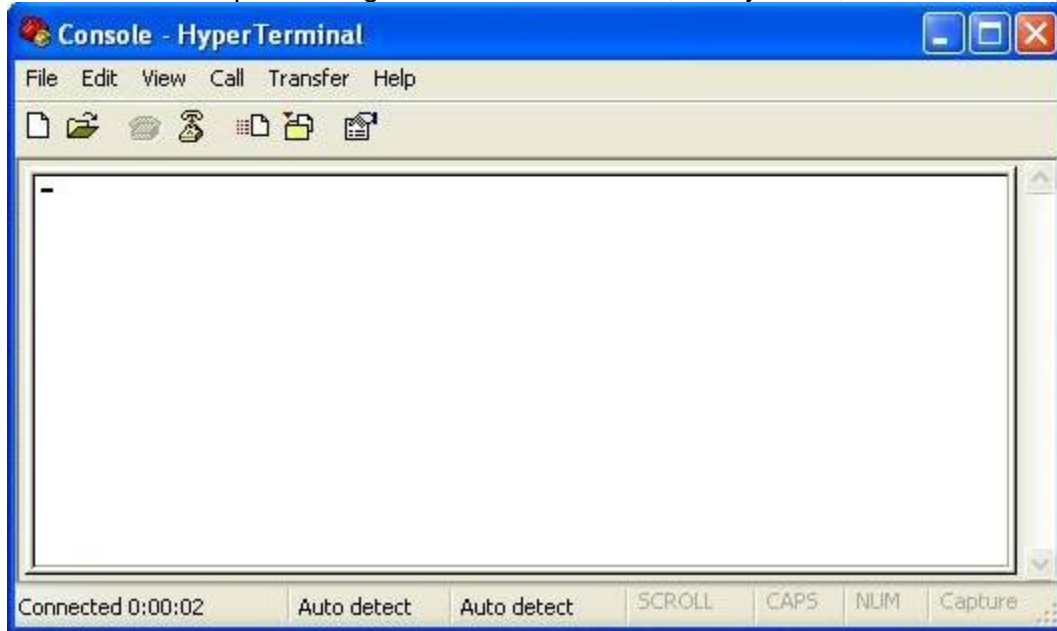 Console - HyperTerminal
File Edit View Call Transfer Help
Connected 0:00:02 Auto detect Auto detect SCROLL CAPS NUM Capture